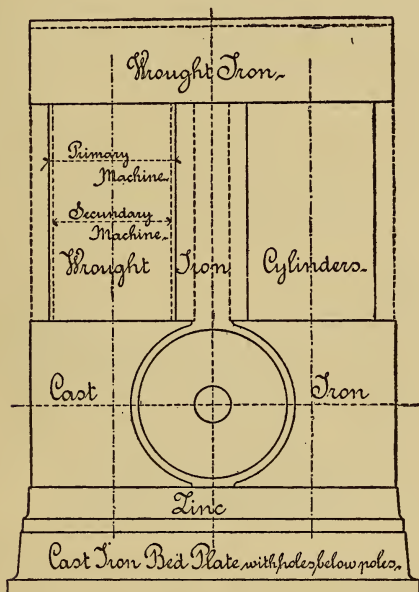 Wrought Iron.
Primary
Machine.
Secundary
Machine.
Wrought Iron Cylinders.
Cast Iron
Zinc
Cast Iron Bed Plate with holes below poles.